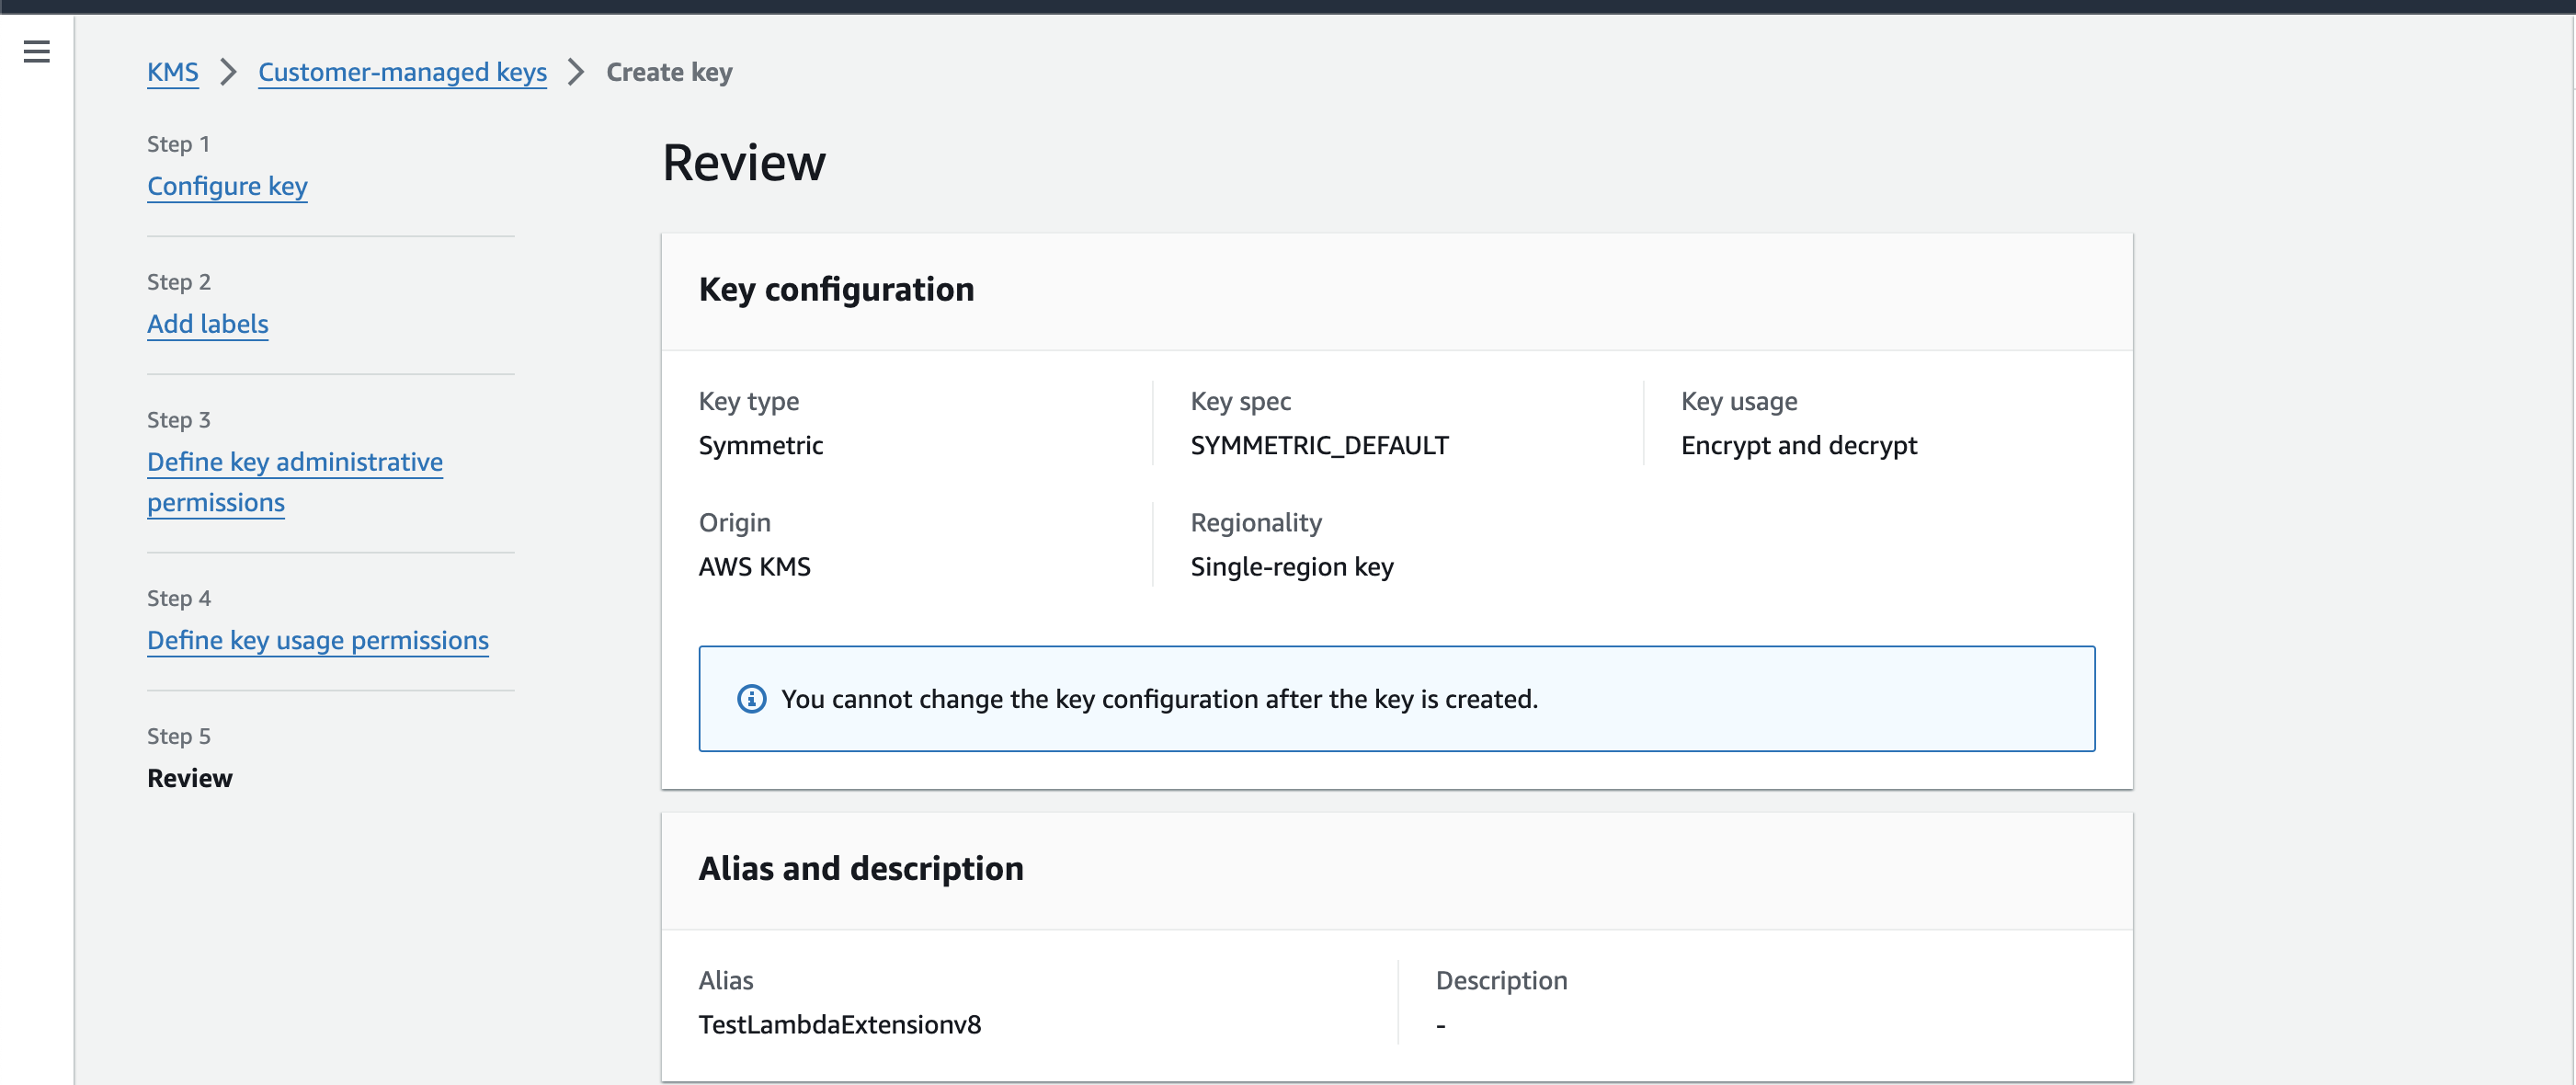 KMS > Customer-managed keys > Create key
Step 1
Configure key
Step 2
Add labels
Step 3
Define key administrative
permissions
Step 4
Define key usage permissions
Step 5
Review
Review
Key configuration
Key type
Symmetric
Key spec
SYMMETRIC_DEFAULT
Key usage
Encrypt and decrypt
Origin
AWS KMS
Regionality
Single-region key
You cannot change the key configuration after the key is created.
Alias and description
Alias
TestLambdaExtensionv8
Description
-